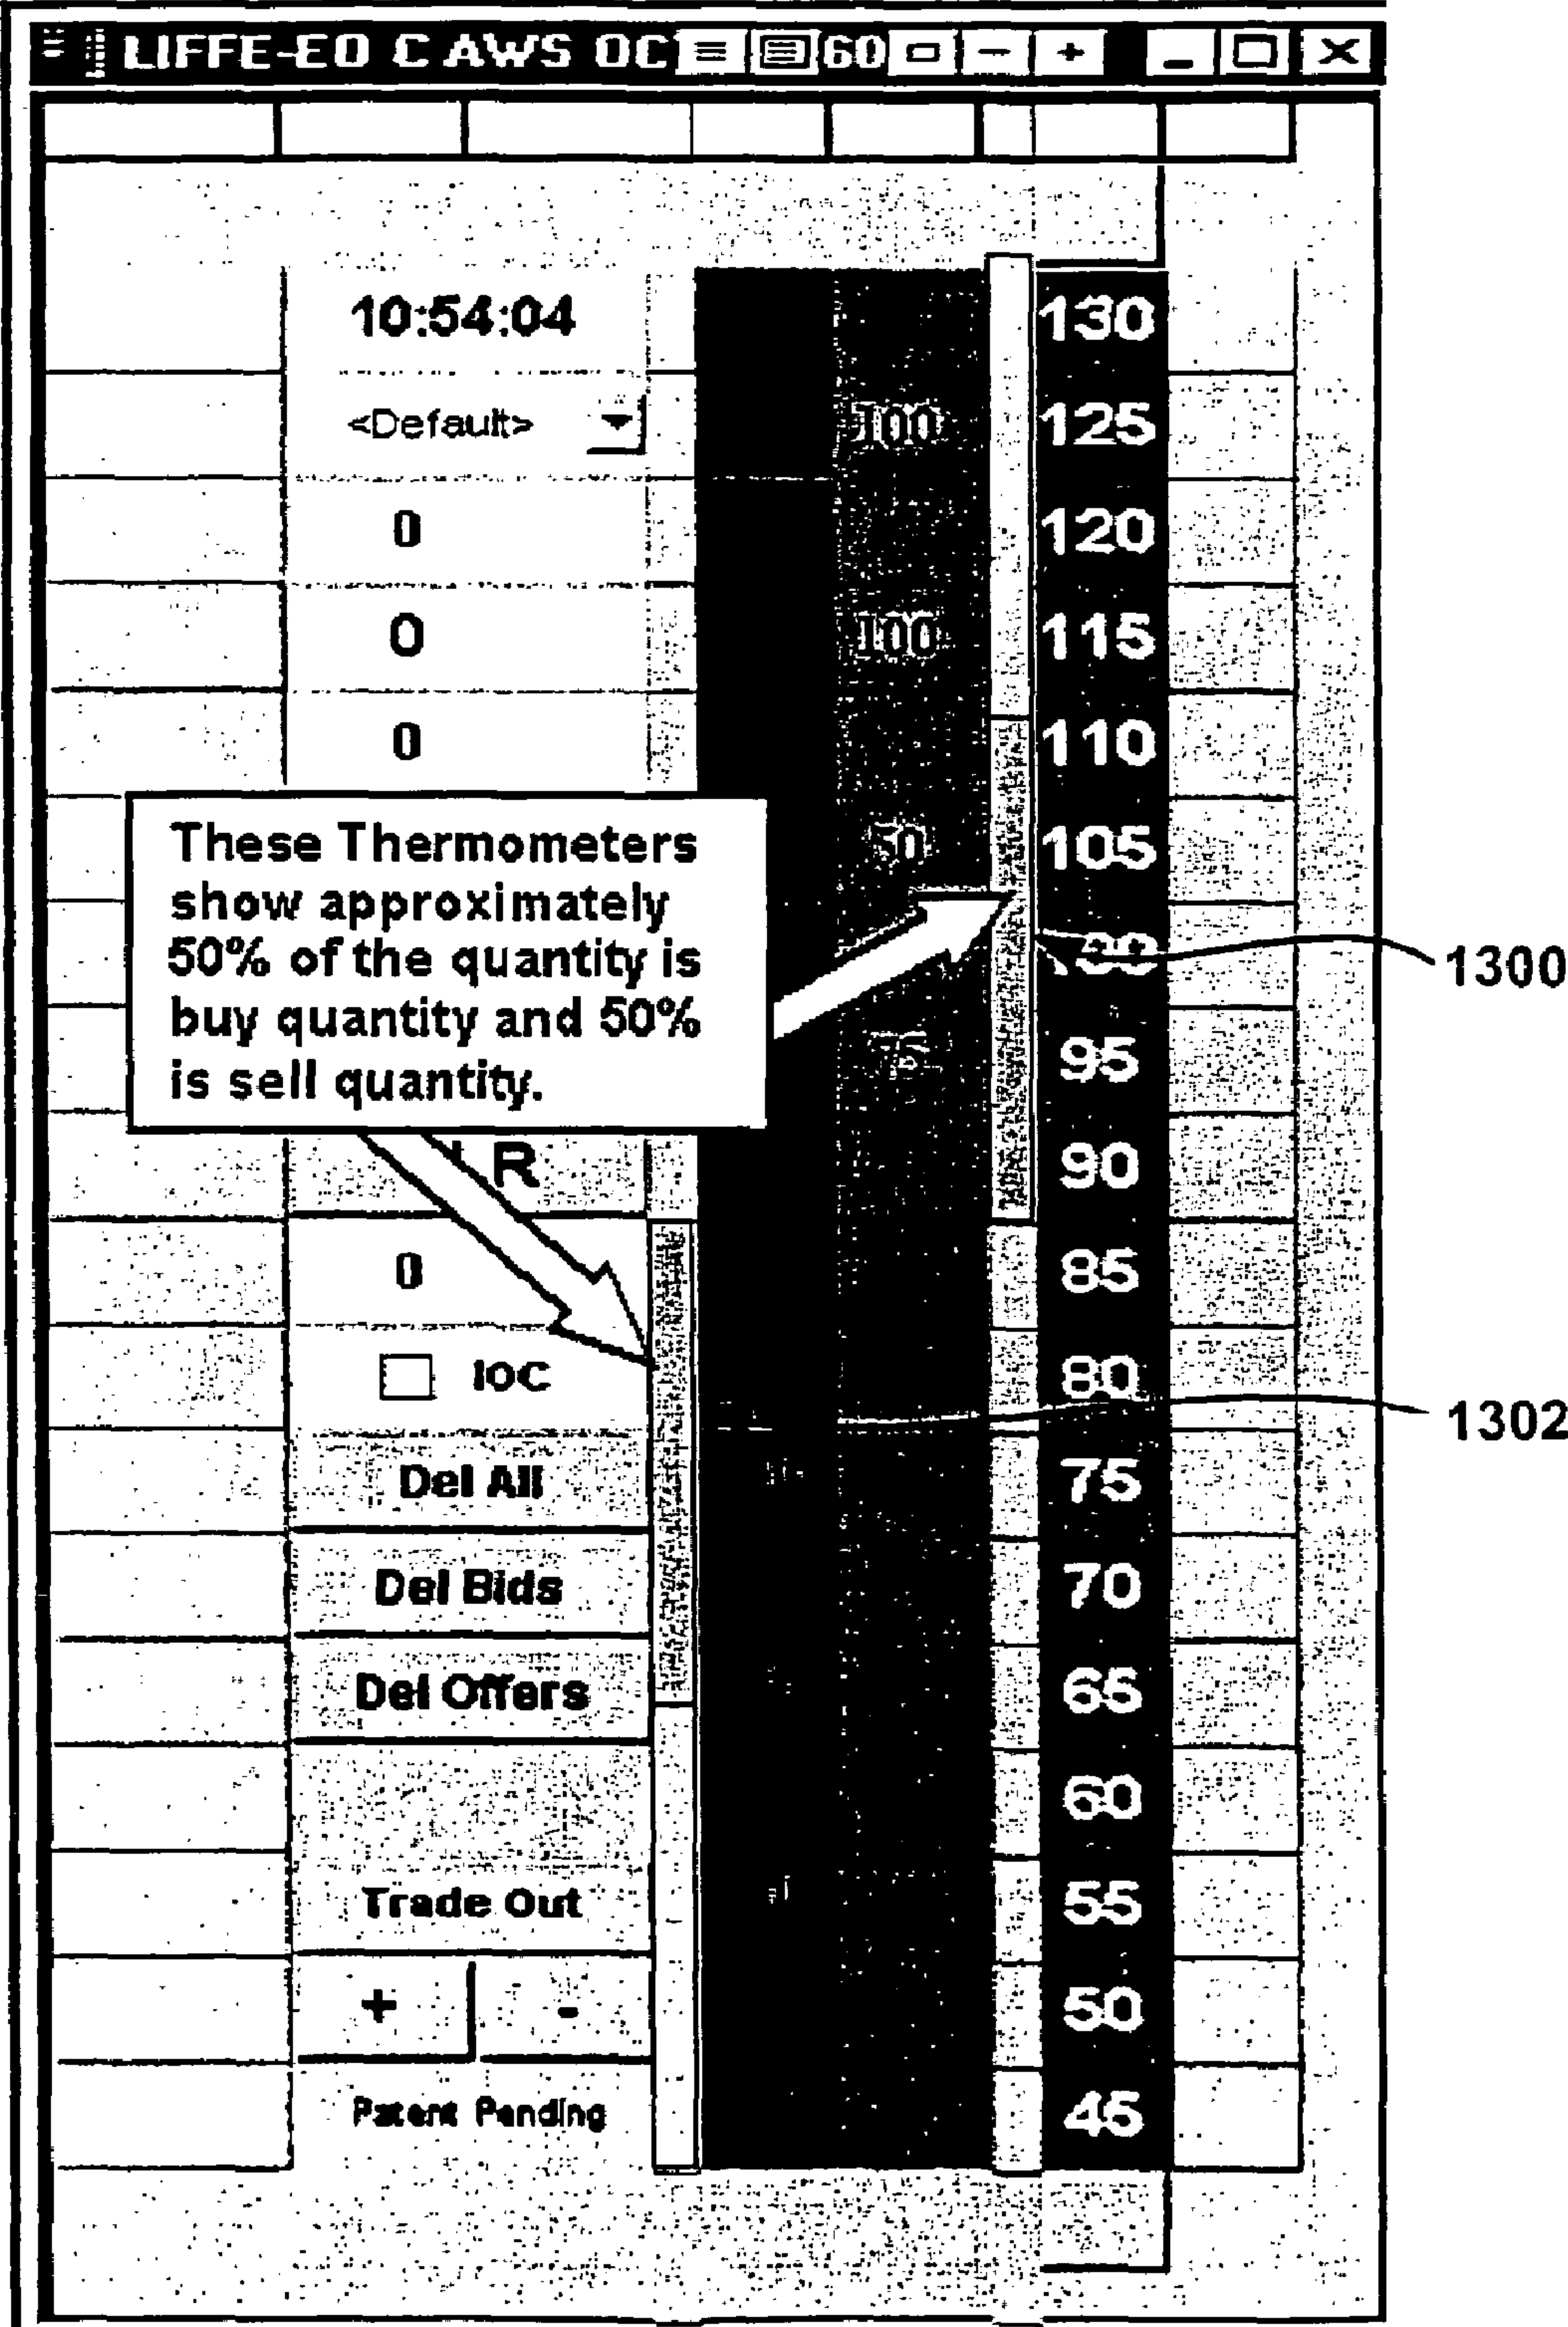 LIFFE-EO C AWS OC 60
10:54:04 130
<Default> 100 125
0 120
0 100 115
0 110
These Thermometers
show approximately
50% of the quantity is
buy quantity and 50%
is sell quantity.
50 105
1300
75 95
R 90
0 85
IOC 80
1302
Del All 75
Del Bids 70
Del Offers 65
60
Trade Out 55
+ - 50
Patent Pending 45